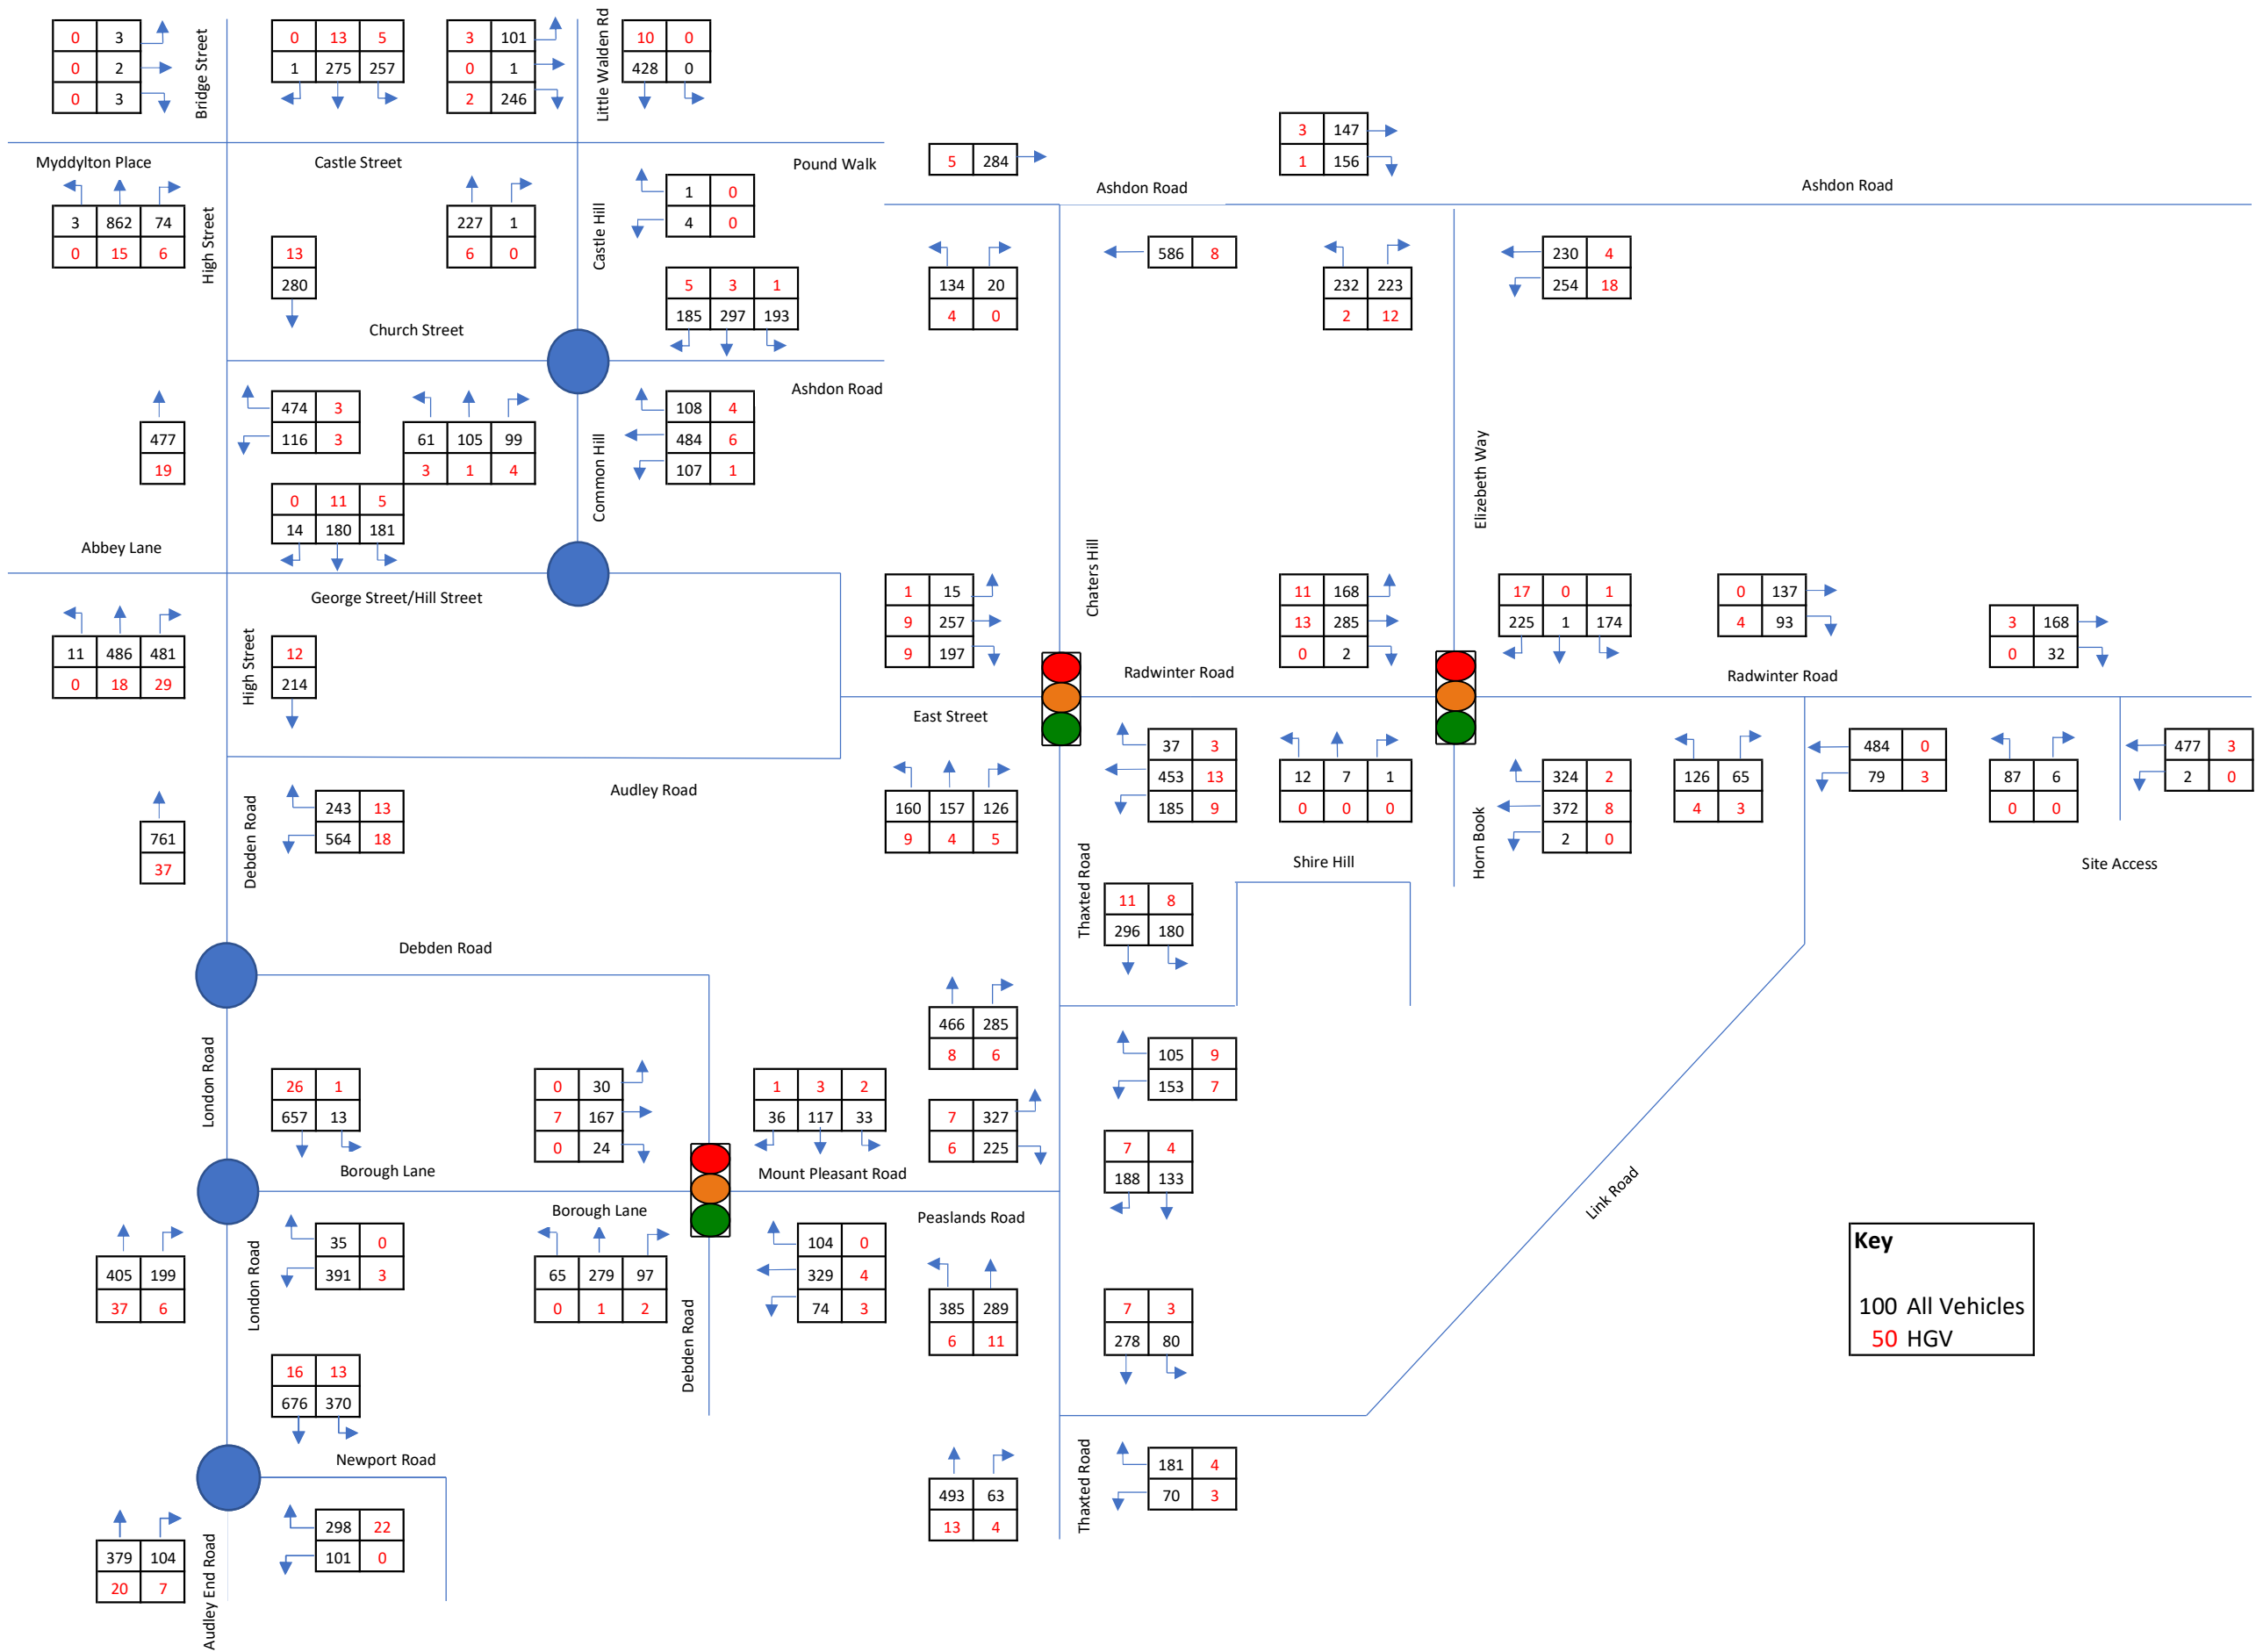 0 3
0 2
0 3
Bridge Street
0 13 5
1 275 257
3 101
0 1
2 246
Little Walden Rd
10 0
428 0
Myddylton Place
Castle Street
Pound Walk
5 284
3 147
1 156
Ashdon Road
Ashdon Road
3 862 74
0 15 6
High Street
13
280
227 1
6 0
Castle Hill
1 0
4 0
5 3 1
185 297 193
134 20
4 0
586 8
232 223
2 12
230 4
254 18
Church Street
Ashdon Road
477
19
474 3
116 3
61 105 99
3 1 4
Common Hill
108 4
484 6
107 1
0 11 5
14 180 181
Elizebeth Way
Abbey Lane
George Street/Hill Street
Chaters Hill
11 486 481
0 18 29
High Street
12
214
1 15
9 257
9 197
11 168
13 285
0 2
17 0 1
225 1 174
0 137
4 93
3 168
0 32
Radwinter Road
Radwinter Road
East Street
Audley Road
160 157 126
9 4 5
37 3
453 13
185 9
12 7 1
0 0 0
Horn Book
324 2
372 8
2 0
126 65
4 3
484 0
79 3
87 6
0 0
477 3
2 0
Site Access
761
37
Debden Road
243 13
564 18
Shire Hill
Thaxted Road
11 8
296 180
Debden Road
466 285
8 6
105 9
153 7
London Road
26 1
657 13
0 30
7 167
0 24
1 3 2
36 117 33
7 327
6 225
7 4
188 133
Borough Lane
Mount Pleasant Road
Borough Lane
Peaslands Road
Link Road
405 199
37 6
London Road
35 0
391 3
65 279 97
0 1 2
Debden Road
104 0
329 4
74 3
385 289
6 11
7 3
278 80
Key
100 All Vehicles
50 HGV
16 13
676 370
Newport Road
493 63
13 4
Thaxted Road
181 4
70 3
379 104
20 7
Audley End Road
298 22
101 0